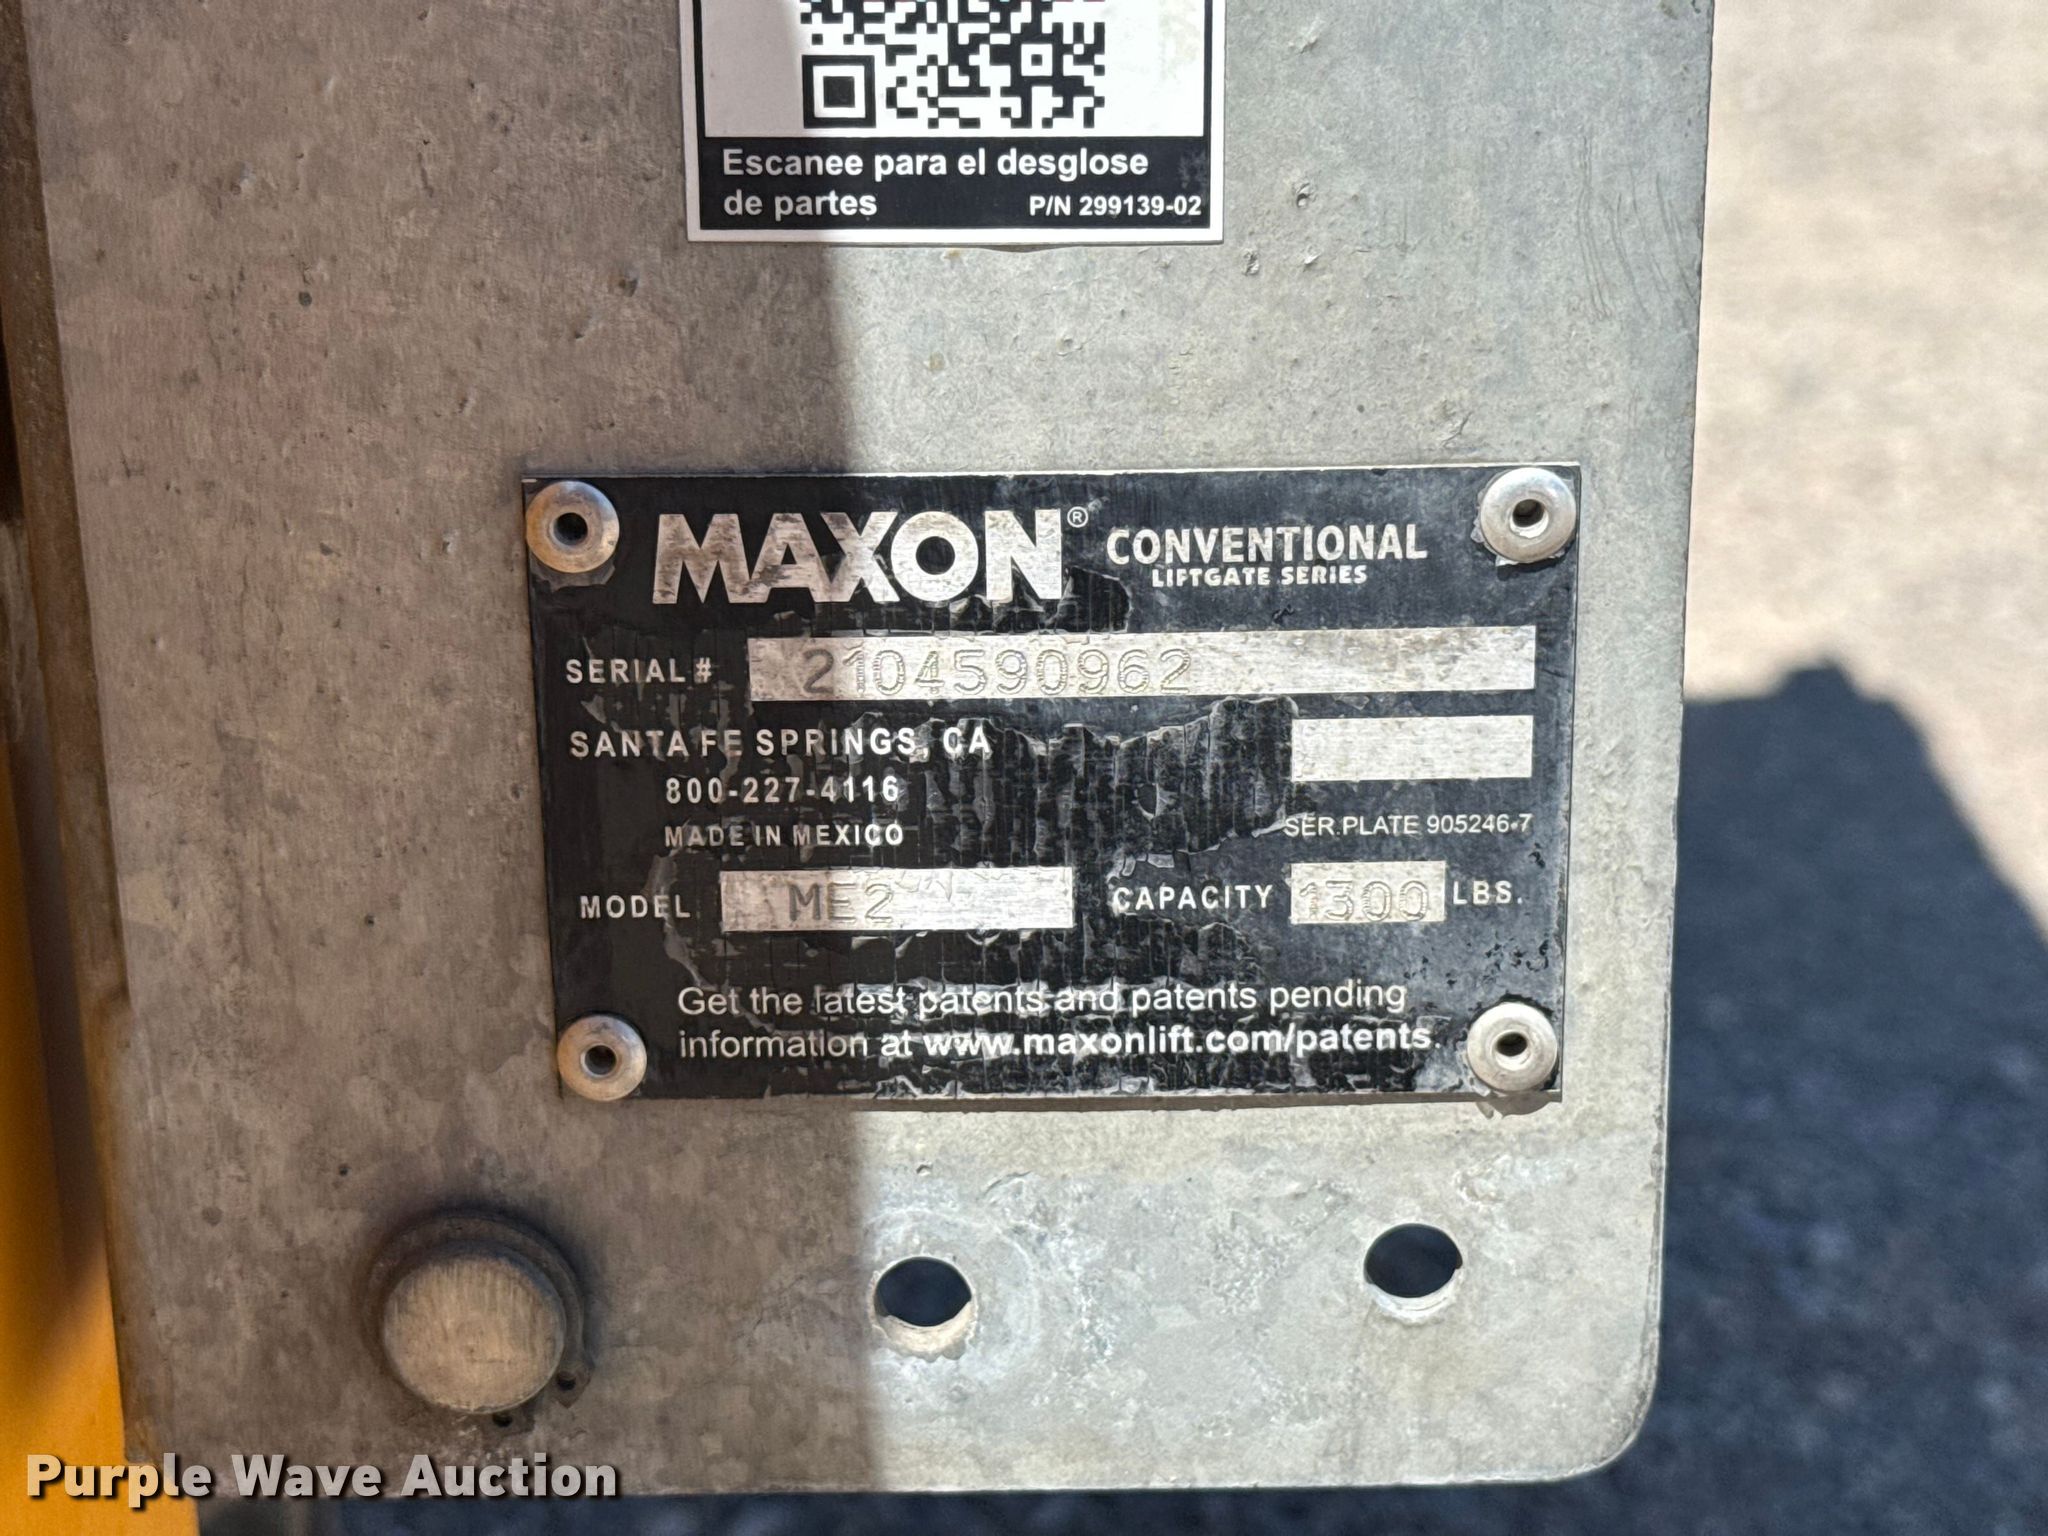 Escanee para el desglose
de partes P/N 299139-02
MAXON® CONVENTIONAL
LIFTGATE SERIES
SERIAL # 2104590962
SANTA FE SPRINGS, CA
800-227-4116
MADE IN MEXICO
SER.PLATE 905246-7
MODEL ME2 CAPACITY 1300 LBS.
Get the latest patents and patents pending
information at www.maxonlift.com/patents.
Purple Wave Auction